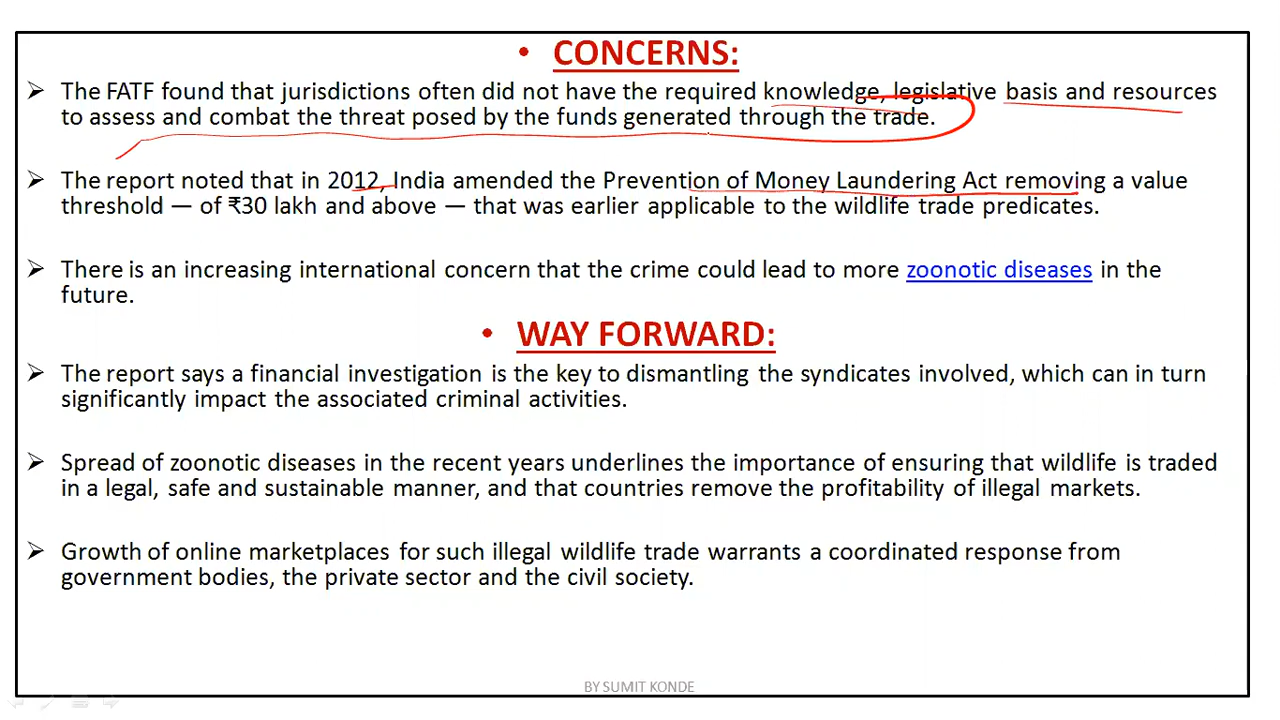 • CONCERNS:
➢ The FATF found that jurisdictions often did not have the required knowledge, legislative basis and resources
to assess and combat the threat posed by the funds generated through the trade.
➢ The report noted that in 2012, India amended the Prevention of Money Laundering Act removing a value
threshold — of ₹30 lakh and above — that was earlier applicable to the wildlife trade predicates.
➢ There is an increasing international concern that the crime could lead to more zoonotic diseases in the
future.
• WAY FORWARD:
➢ The report says a financial investigation is the key to dismantling the syndicates involved, which can in turn
significantly impact the associated criminal activities.
➢ Spread of zoonotic diseases in the recent years underlines the importance of ensuring that wildlife is traded
in a legal, safe and sustainable manner, and that countries remove the profitability of illegal markets.
➢ Growth of online marketplaces for such illegal wildlife trade warrants a coordinated response from
government bodies, the private sector and the civil society.
BY SUMIT KONDE